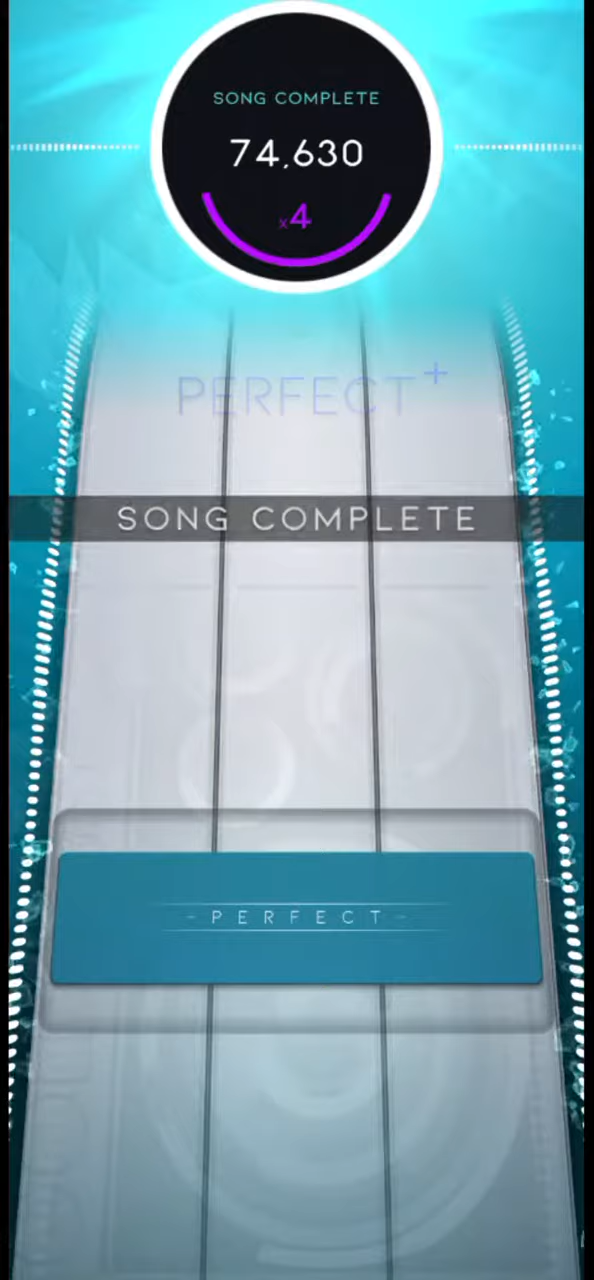 SONG COMPLETE
74,630
x4
PERFECT+
SONG COMPLETE
- PERFECT -